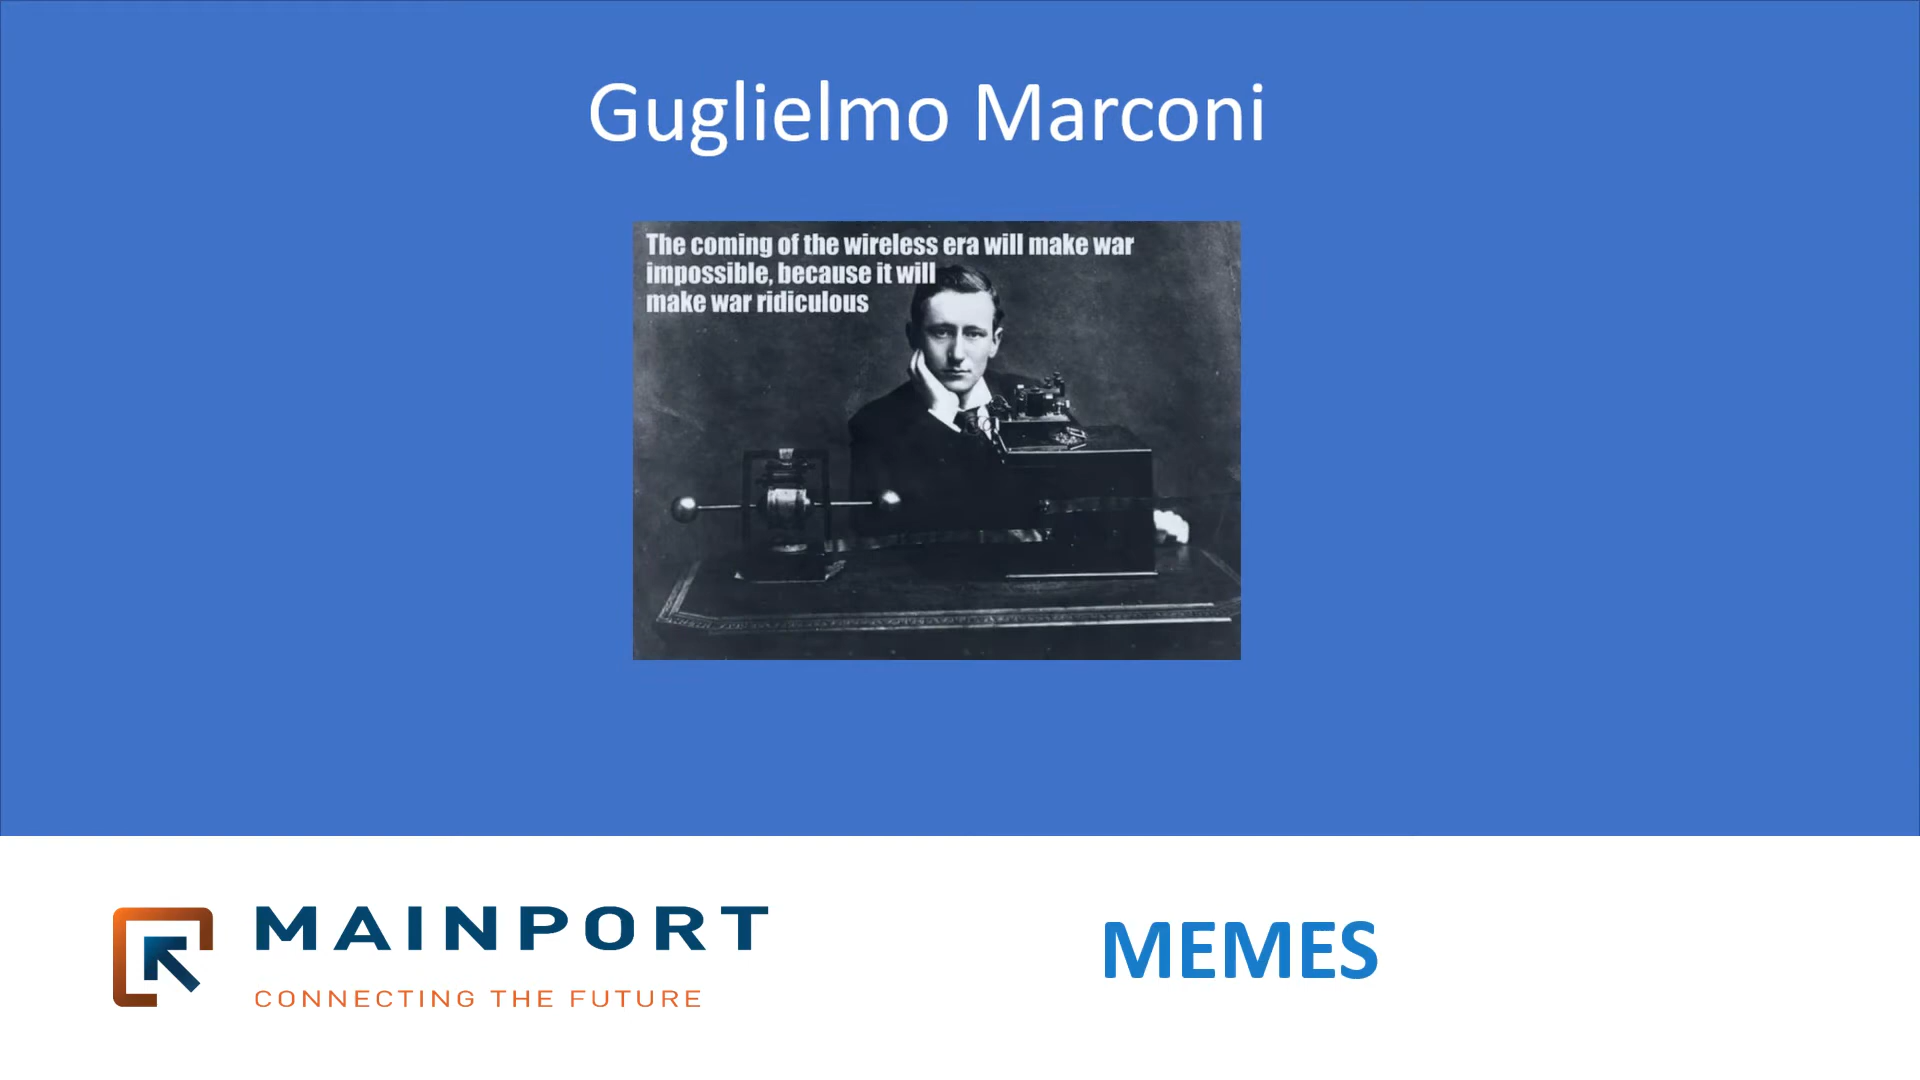 Guglielmo Marconi
The coming of the wireless era will make war
impossible, because it will
make war ridiculous
MAINPORT
CONNECTING THE FUTURE
MEMES